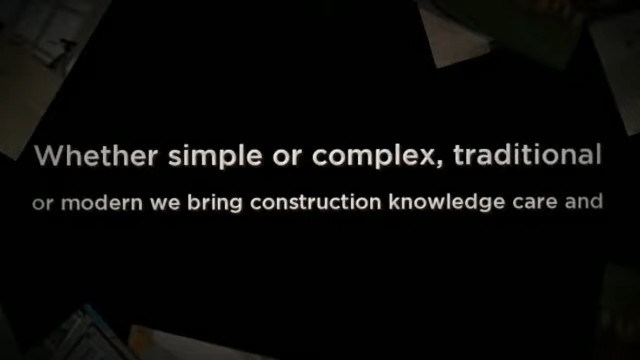 Whether simple or complex, traditional
or modern we bring construction knowledge care and